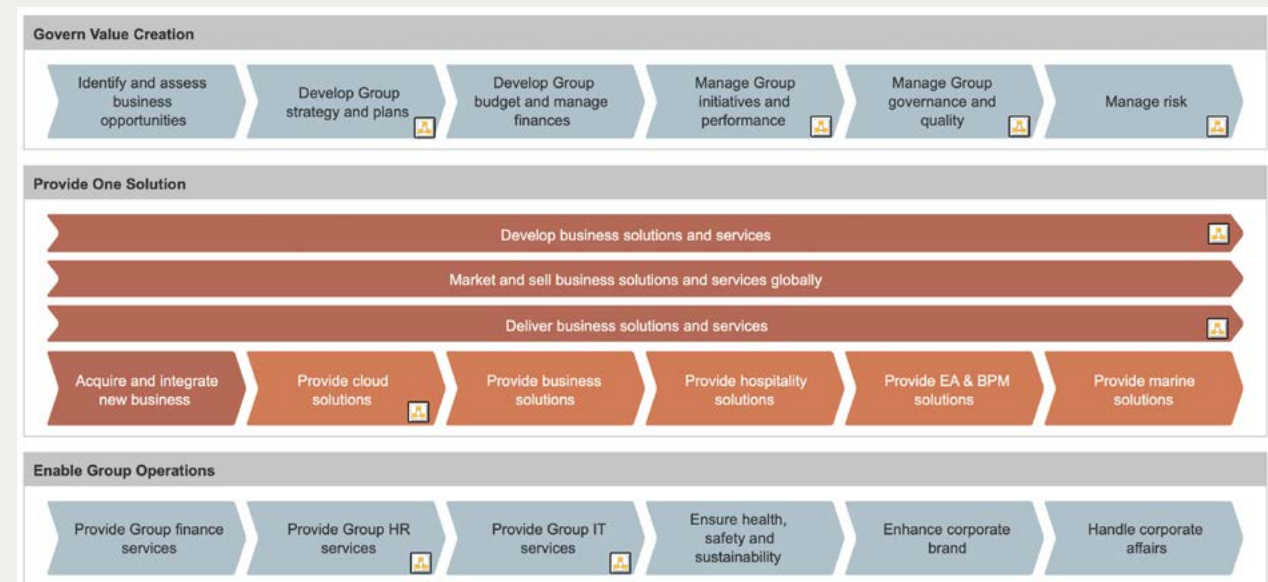 Govern Value Creation
Identify and assess
business
opportunities
Develop Group
strategy and plans
Develop Group
budget and manage
finances
Manage Group
initiatives and
performance
Manage Group
governance and
quality
Manage risk
Provide One Solution
Develop business solutions and services
Market and sell business solutions and services globally
Deliver business solutions and services
Acquire and integrate
new business
Provide cloud
solutions
Provide business
solutions
Provide hospitality
solutions
Provide EA & BPM
solutions
Provide marine
solutions
Enable Group Operations
Provide Group finance
services
Provide Group HR
services
Provide Group IT
services
Ensure health,
safety and
sustainability
Enhance corporate
brand
Handle corporate
affairs